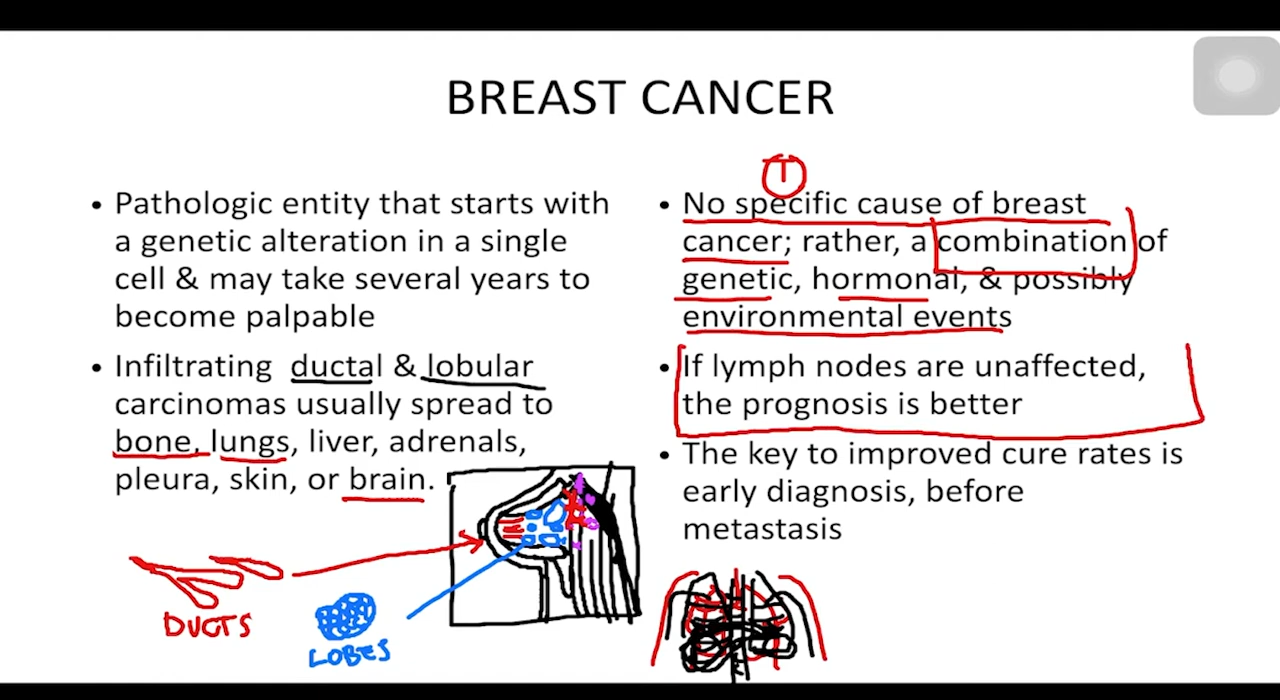 BREAST CANCER
• Pathologic entity that starts with
a genetic alteration in a single
cell & may take several years to
become palpable
• Infiltrating ductal & lobular
carcinomas usually spread to
bone, lungs, liver, adrenals,
pleura, skin, or brain.
DUCTS
LOBES
1
• No specific cause of breast
cancer; rather, a combination of
genetic, hormonal, & possibly
environmental events
• If lymph nodes are unaffected,
the prognosis is better
• The key to improved cure rates is
early diagnosis, before
metastasis